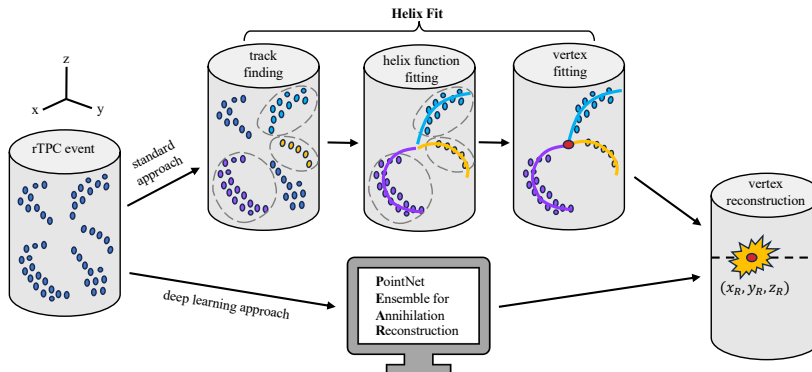 Helix Fit
track
finding
helix function
fitting
vertex
fitting
z
x
y
rTPC event
standard
approach
deep learning approach
PointNet
Ensemble for
Annihilation
Reconstruction
vertex
reconstruction
(x_R, y_R, z_R)